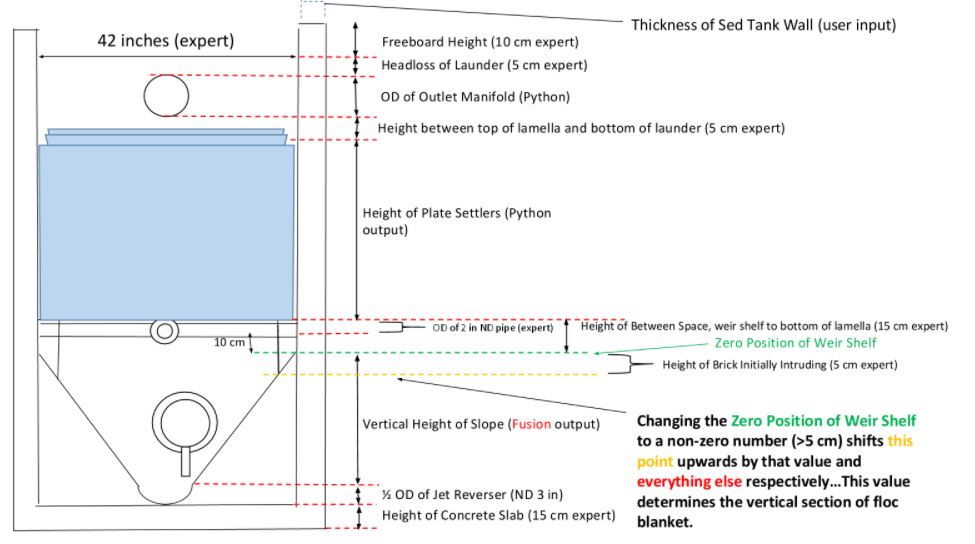 Thickness of Sed Tank Wall (user input)
42 inches (expert)
Freeboard Height (10 cm expert)
Headloss of Launder (5 cm expert)
OD of Outlet Manifold (Python)
Height between top of lamella and bottom of launder (5 cm expert)
Height of Plate Settlers (Python
output)
OD of 2 in ND pipe (expert)
Height of Between Space, weir shelf to bottom of lamella (15 cm expert)
10 cm
Zero Position of Weir Shelf
Height of Brick Initially Intruding (5 cm expert)
Vertical Height of Slope (Fusion output)
Changing the Zero Position of Weir Shelf
to a non-zero number (>5 cm) shifts this
point upwards by that value and
everything else respectively...This value
determines the vertical section of floc
blanket.
½ OD of Jet Reverser (ND 3 in)
Height of Concrete Slab (15 cm expert)